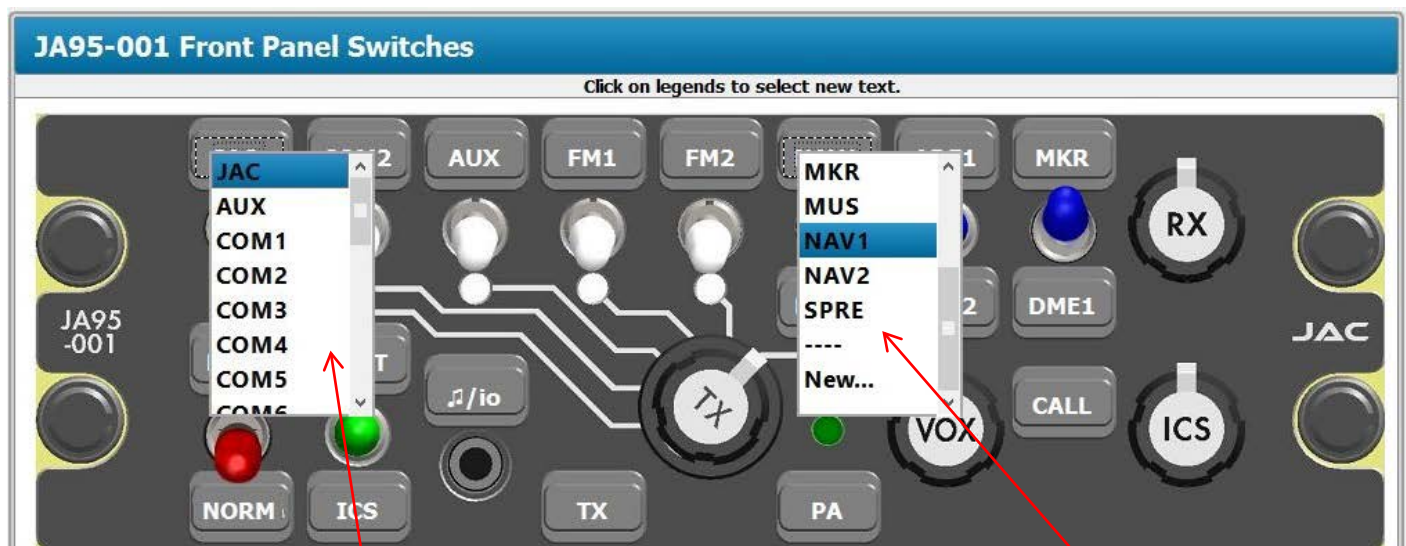 JA95-001 Front Panel Switches
Click on legends to select new text.
AUX
FM1
FM2
MKR
JAC
AUX
COM1
COM2
COM3
COM4
COM5
COM6
MKR
MUS
NAV1
NAV2
SPRE
----
New...
RX
JA95
-001
DME1
JAC
♫/io
TX
VOX
CALL
ICS
NORM
ICS
TX
PA